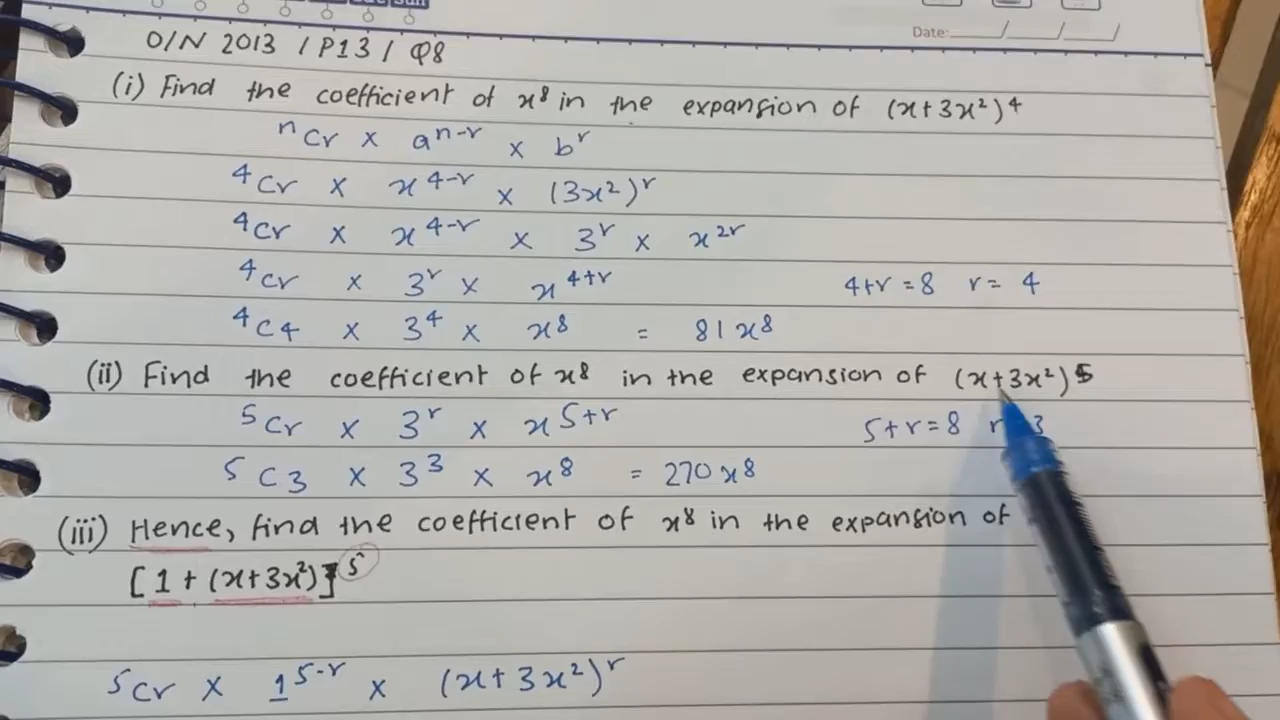 Date: / /
O/N 2013 / P13 / Q8
(i) Find the coefficient of x⁸ in the expansion of (x+3x²)⁴
ⁿCr × aⁿ⁻ʳ × bʳ
⁴Cr × x⁴⁻ʳ × (3x²)ʳ
⁴Cr × x⁴⁻ʳ × 3ʳ × x²ʳ
⁴Cr × 3ʳ × x⁴⁺ʳ 4+r=8 r= 4
⁴C4 × 3⁴ × x⁸ = 81x⁸
(ii) Find the coefficient of x⁸ in the expansion of (x+3x²)⁵
⁵Cr × 3ʳ × x⁵⁺ʳ 5+r=8 r 3
⁵C3 × 3³ × x⁸ = 270x⁸
(iii) Hence, find the coefficient of x⁸ in the expansion of
[1 + (x+3x²)]⁵
⁵Cr × 1⁵⁻ʳ × (x+3x²)ʳ